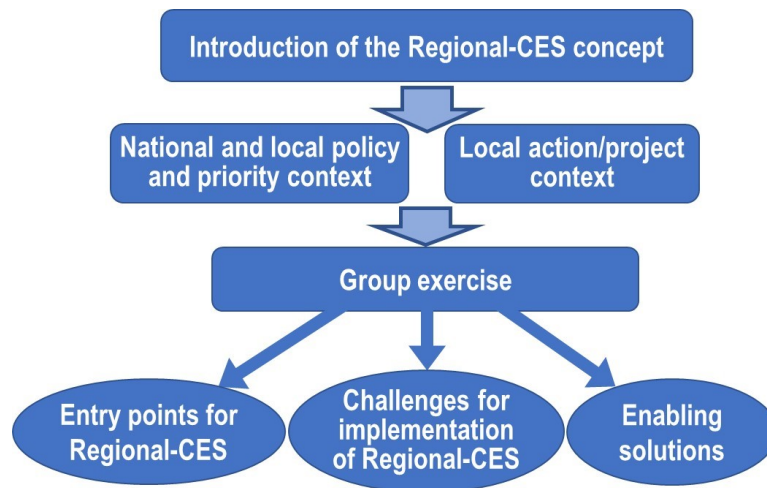 Introduction of the Regional-CES concept
National and local policy
and priority context
Local action/project
context
Group exercise
Entry points for
Regional-CES
Challenges for
implementation
of Regional-CES
Enabling
solutions